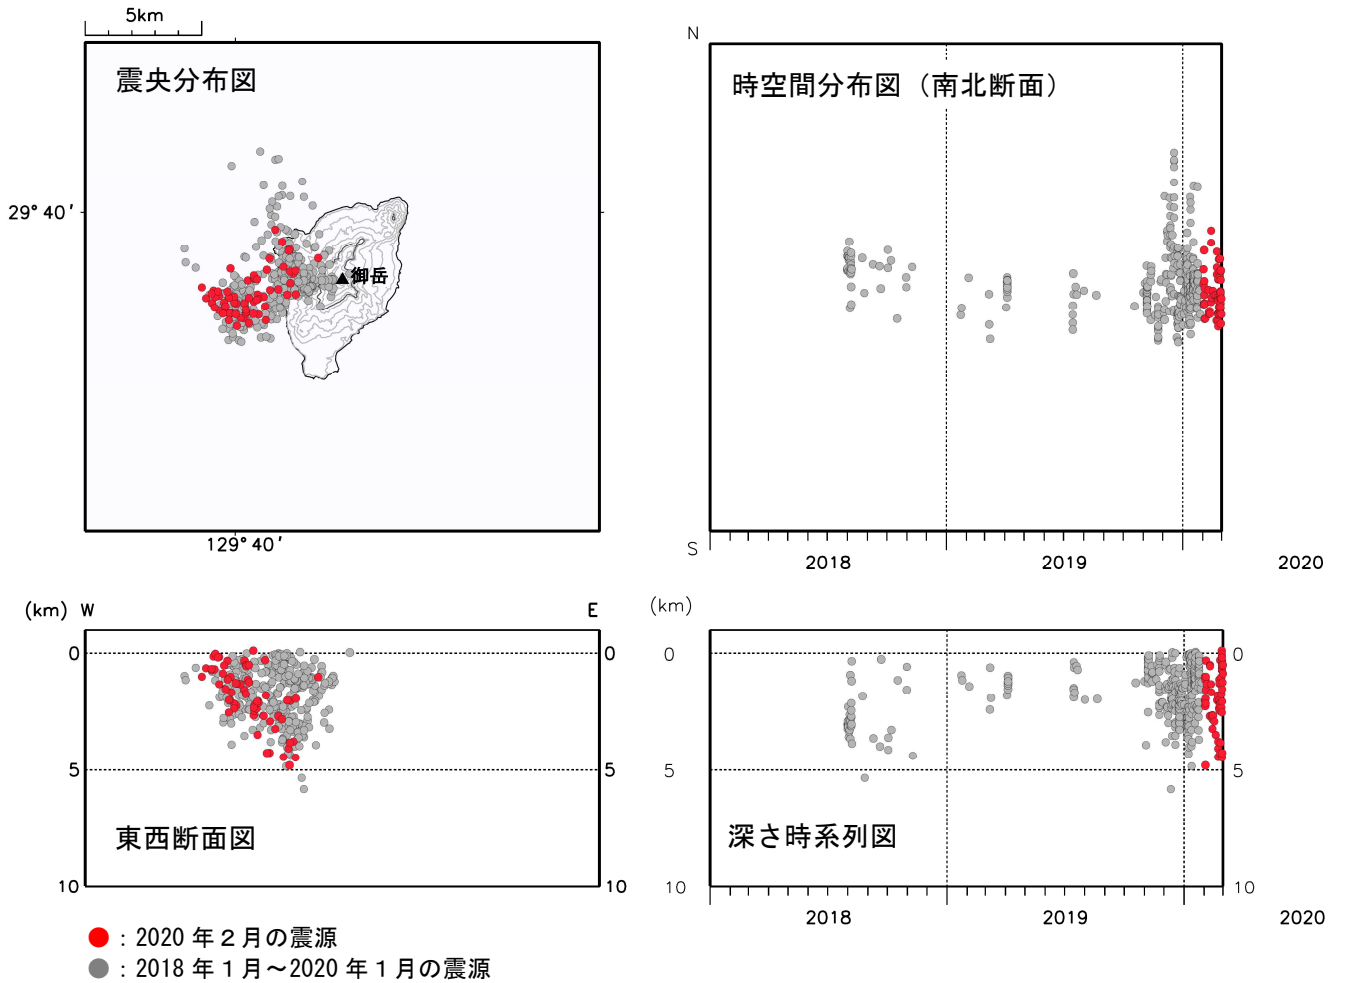 5km
震央分布図
29° 40′
御岳
129° 40′
N
時空間分布図（南北断面）
S
2018
2019
2020
(km) W
E
0
0
5
5
東西断面図
10
10
(km)
0
0
5
5
深さ時系列図
10
10
2018
2019
2020
：2020 年２月の震源
：2018 年１月～2020 年１月の震源